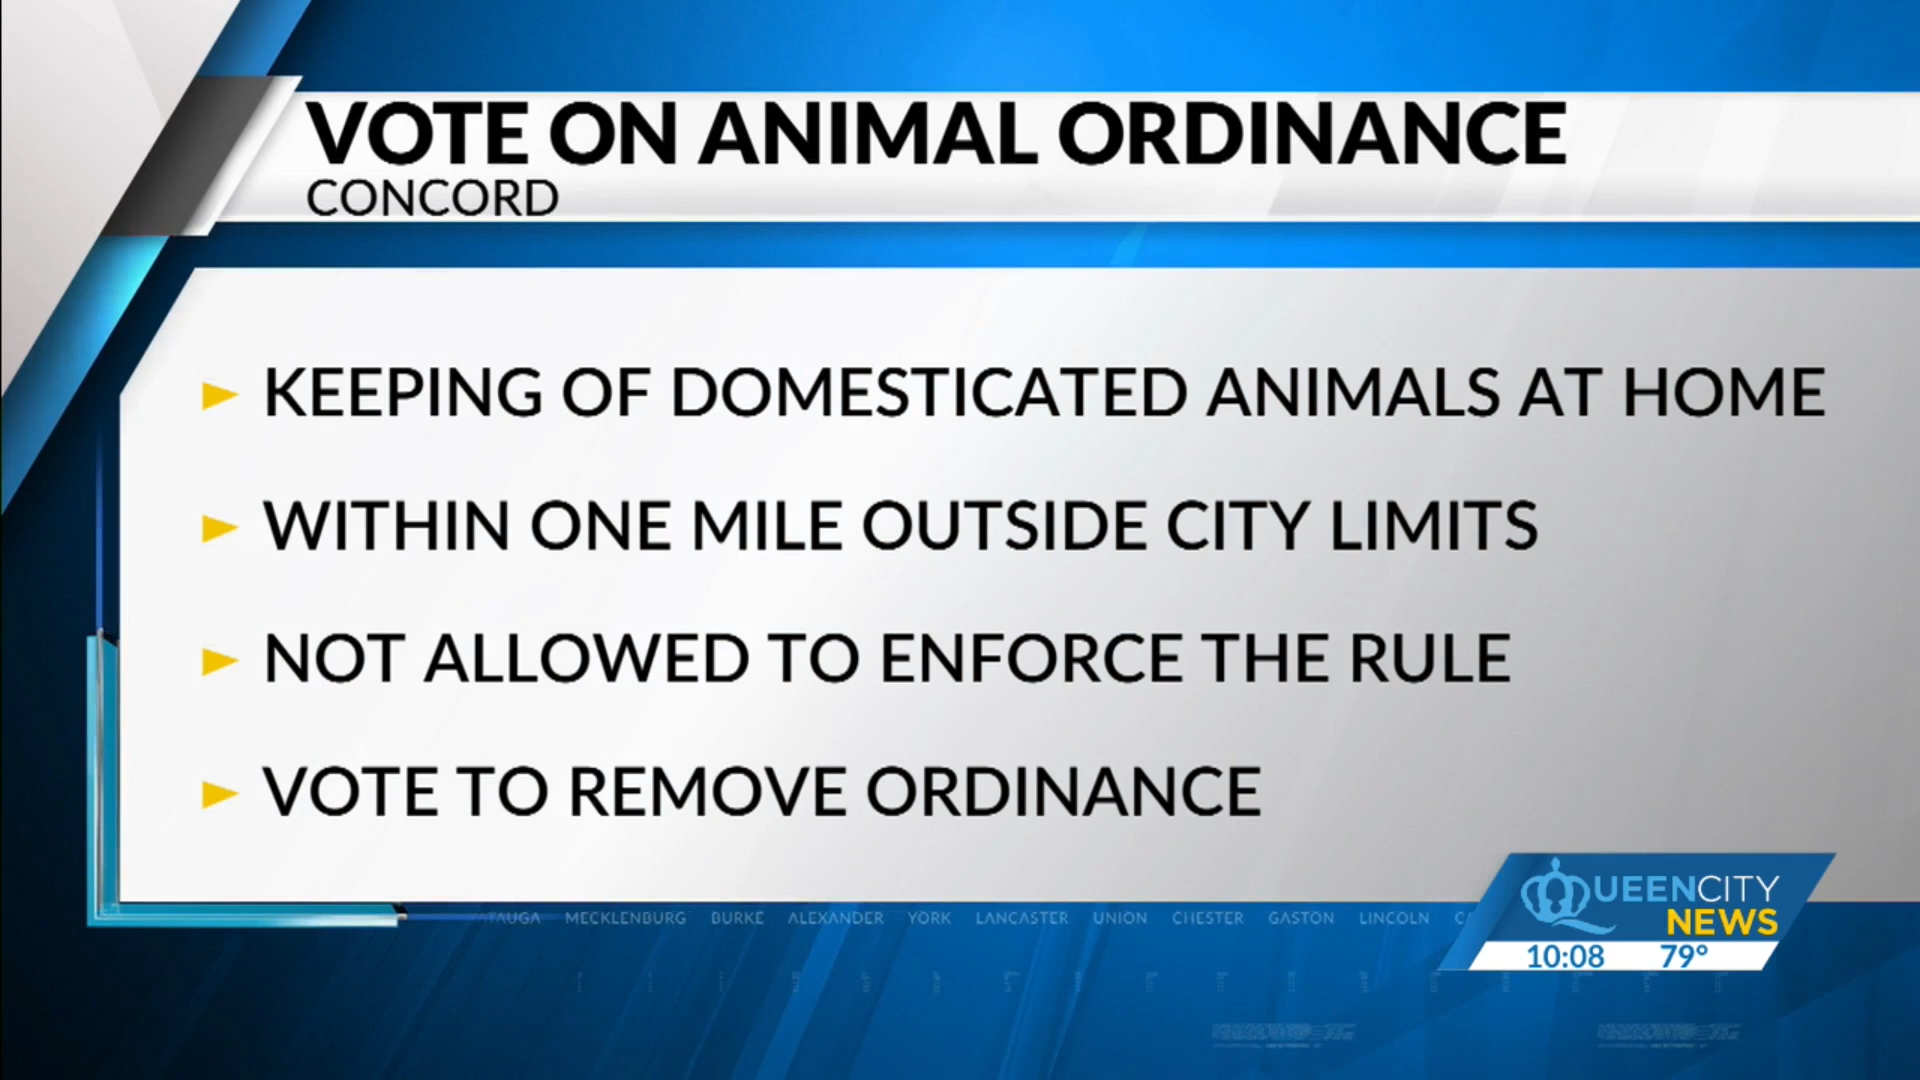 VOTE ON ANIMAL ORDINANCE
CONCORD
KEEPING OF DOMESTICATED ANIMALS AT HOME
WITHIN ONE MILE OUTSIDE CITY LIMITS
NOT ALLOWED TO ENFORCE THE RULE
VOTE TO REMOVE ORDINANCE
QUEENCITY
NEWS
MECKLENBURG BURKE ALEXANDER YORK LANCASTER UNION CHESTER GASTON LINCOLN
10:08 79°